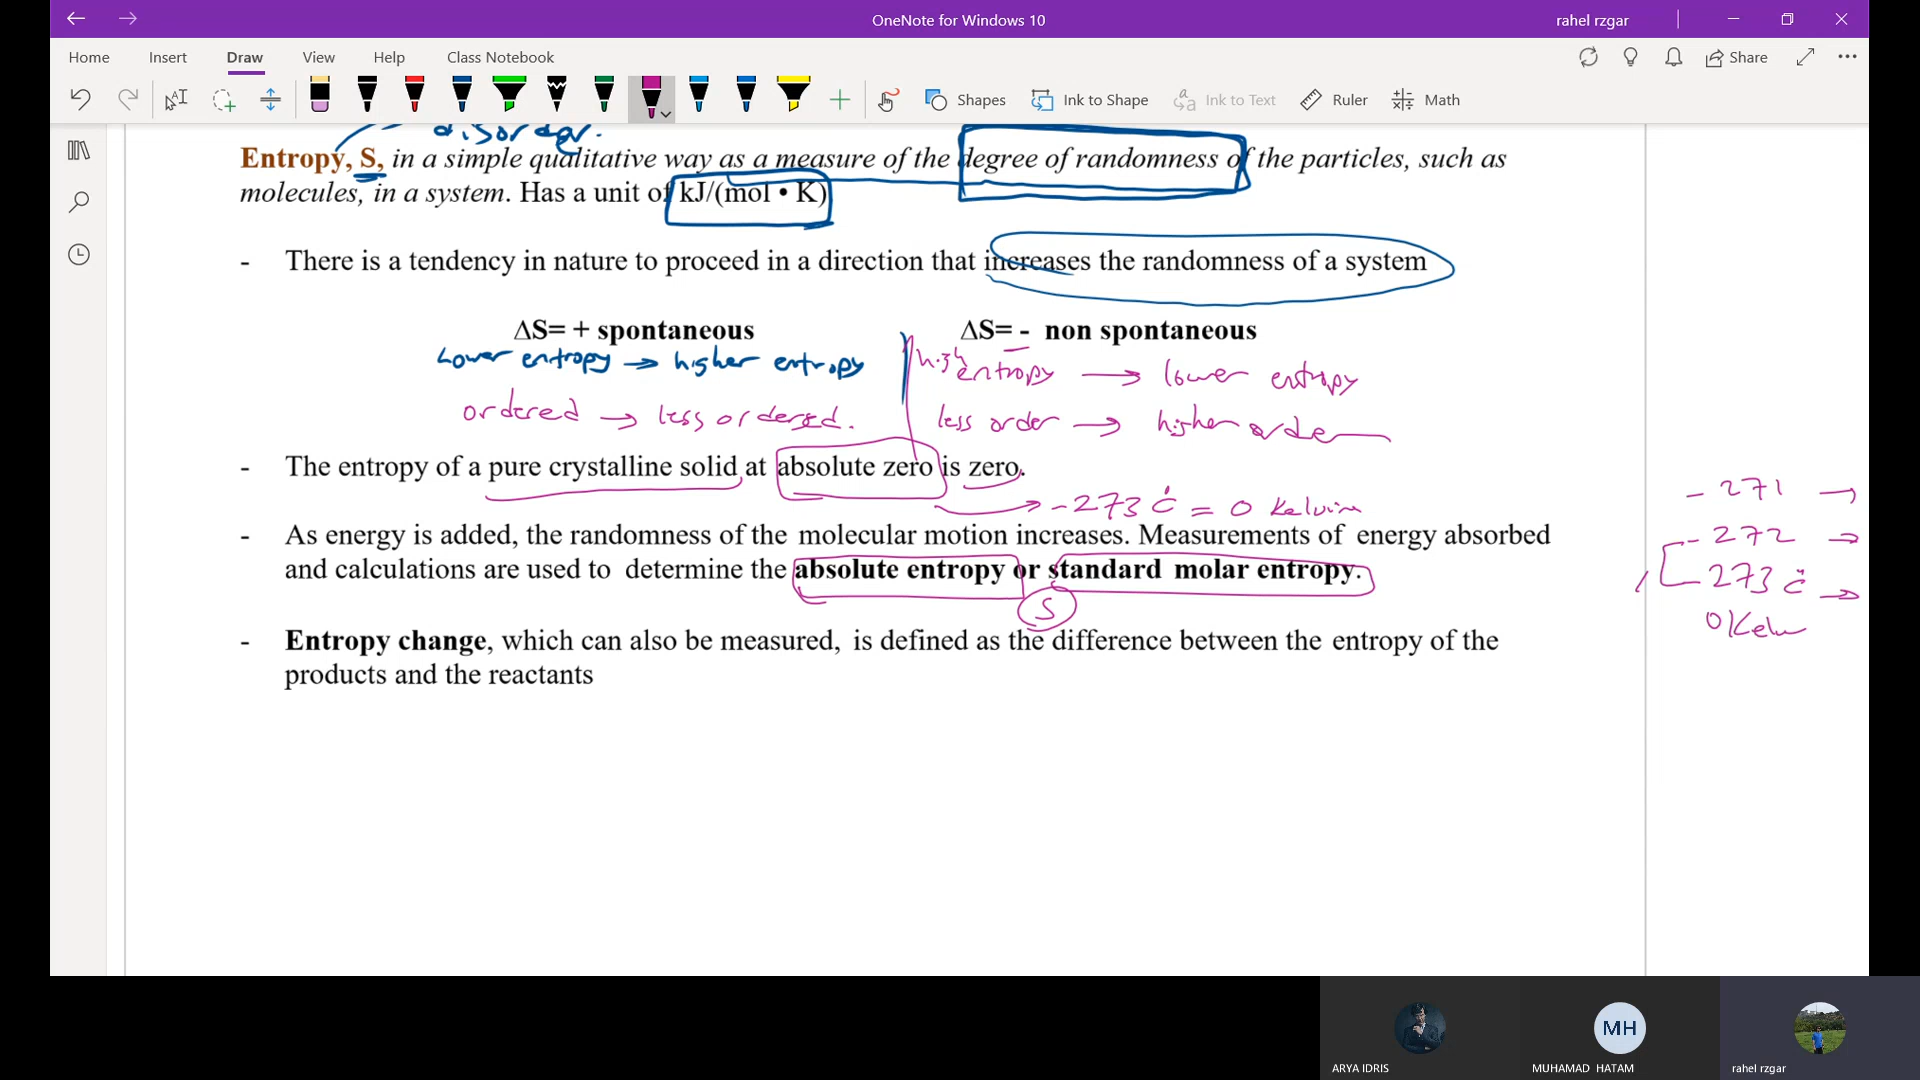 OneNote for Windows 10
rahel rzgar
Home Insert Draw View Help Class Notebook
Share
Shapes Ink to Shape Ink to Text Ruler Math
disorder.
Entropy, S, in a simple qualitative way as a measure of the degree of randomness of the particles, such as
molecules, in a system. Has a unit of kJ/(mol • K)
- There is a tendency in nature to proceed in a direction that increases the randomness of a system
ΔS= + spontaneous ΔS= - non spontaneous
Lower entropy → higher entropy
high entropy → lower entropy
ordered → less ordered.
less order → higher order
- The entropy of a pure crystalline solid at absolute zero is zero.
→ -273 c° = 0 Kelvin
- As energy is added, the randomness of the molecular motion increases. Measurements of energy absorbed
and calculations are used to determine the absolute entropy or standard molar entropy.
S
- Entropy change, which can also be measured, is defined as the difference between the entropy of the
products and the reactants
- 271 →
- 272 →
- 273 c° →
0 Kelv
MH
ARYA IDRIS
MUHAMAD HATAM
rahel rzgar